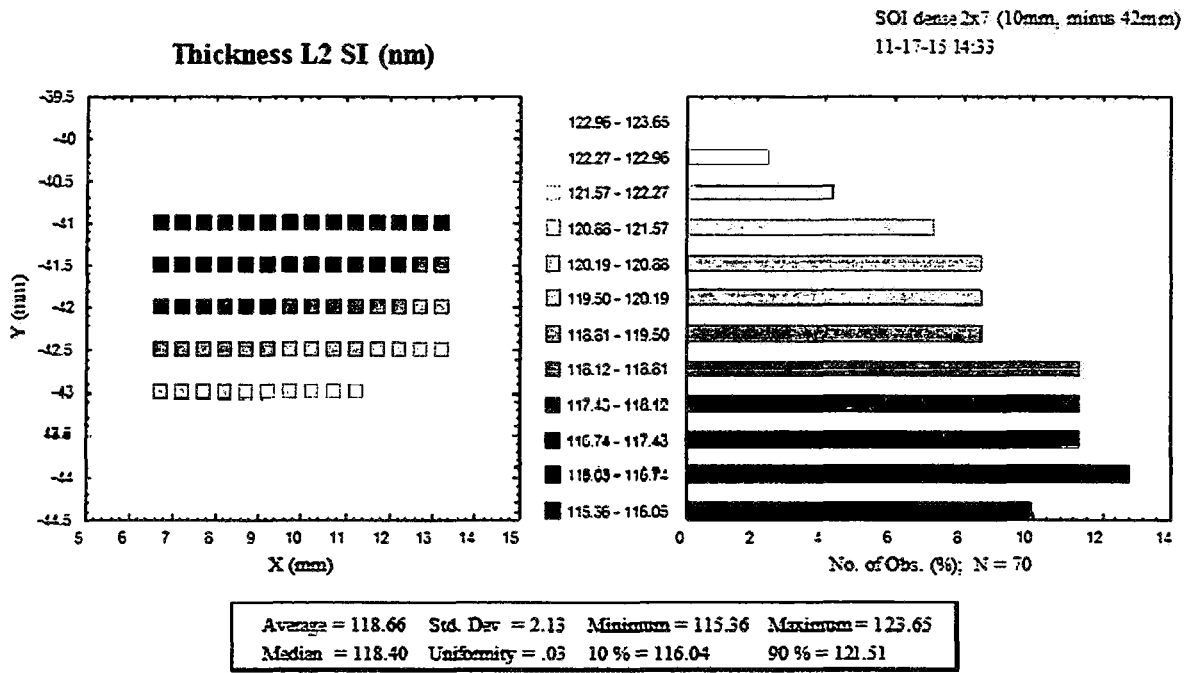 SOI dense 2x7 (10mm, minus 42mm)
11-17-15 14:33
Thickness L2 SI (nm)
-39.5
-40
-40.5
-41
-41.5
-42
-42.5
-43
-43.5
-44
-44.5
Y (mm)
5 6 7 8 9 10 11 12 13 14 15
X (mm)
122.96 - 123.65
122.27 - 122.96
121.57 - 122.27
120.88 - 121.57
120.19 - 120.88
119.50 - 120.19
118.81 - 119.50
118.12 - 118.81
117.43 - 118.12
116.74 - 117.43
116.05 - 116.74
115.36 - 116.05
0 2 4 6 8 10 12 14
No. of Obs. (%); N = 70
Average = 118.66 Std. Dev = 2.13 Minimum = 115.36 Maximum = 123.65
Median = 118.40 Uniformity = .03 10 % = 116.04 90 % = 121.51